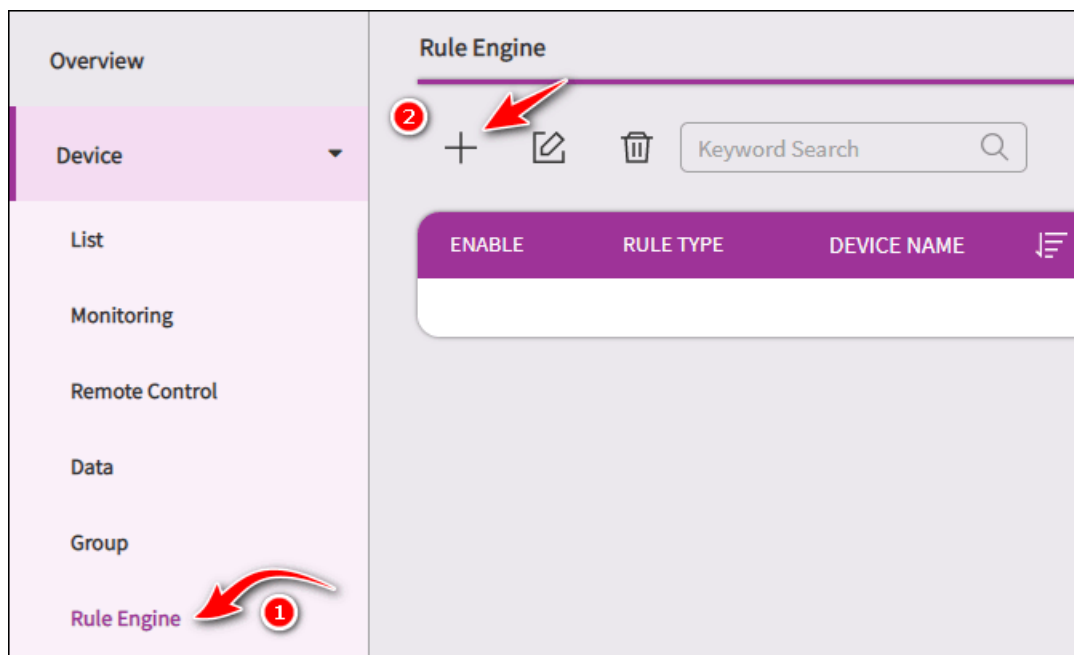 Overview
Device
List
Monitoring
Remote Control
Data
Group
Rule Engine
1
Rule Engine
2
Keyword Search
ENABLE RULE TYPE DEVICE NAME